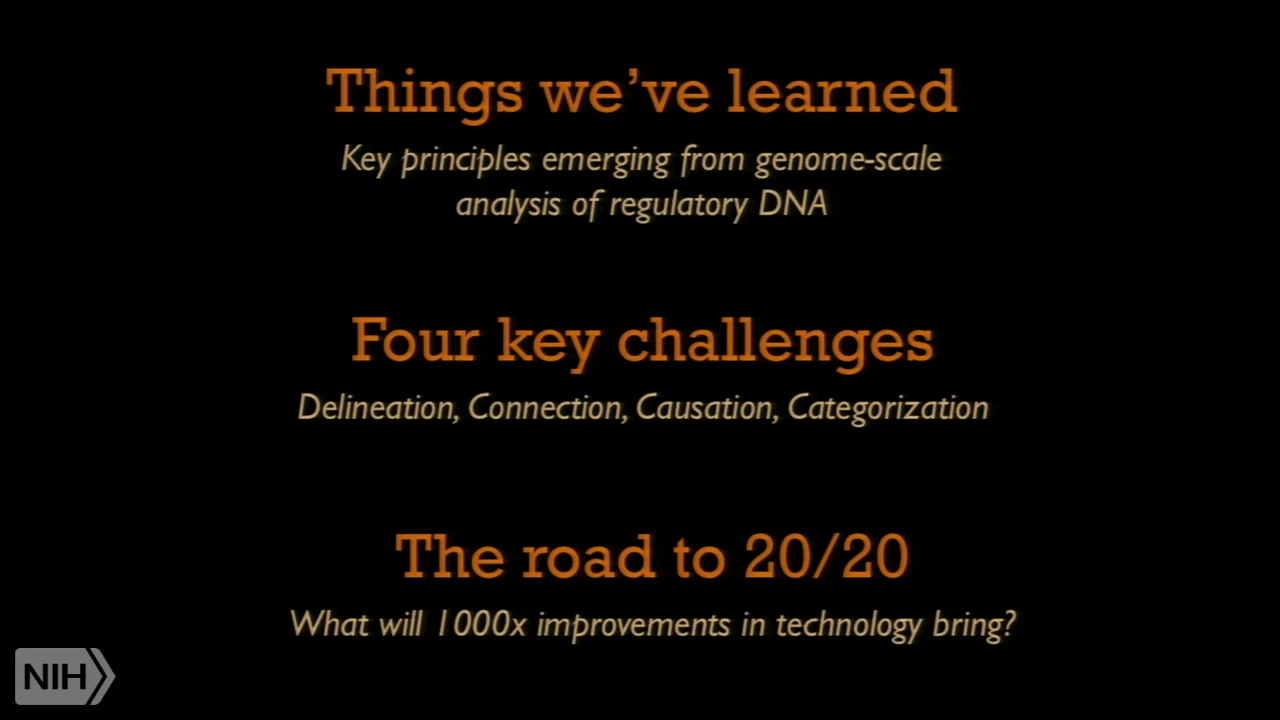 Things we’ve learned
Key principles emerging from genome-scale
analysis of regulatory DNA
Four key challenges
Delineation, Connection, Causation, Categorization
The road to 20/20
What will 1000x improvements in technology bring?
NIH